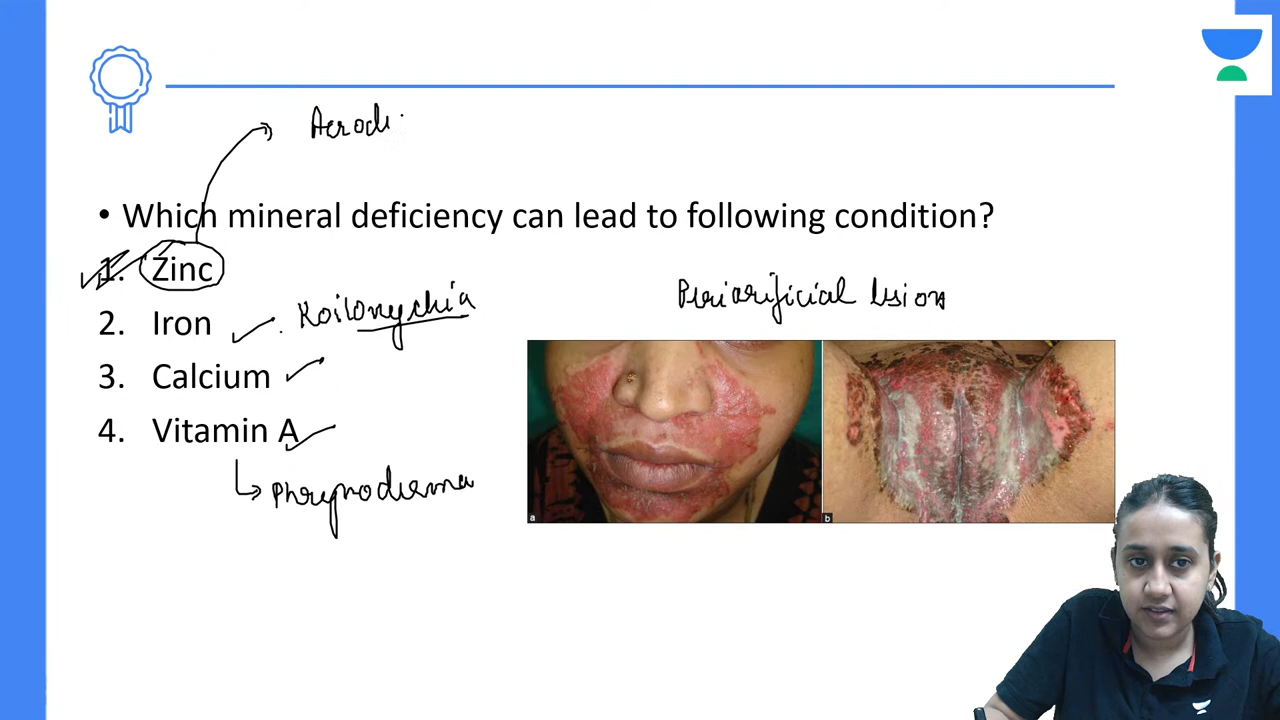 Acrode
• Which mineral deficiency can lead to following condition?
1. Zinc
2. Iron
Koilonychia
Periorificial lesion
3. Calcium
4. Vitamin A
Phrynoderma
a
b